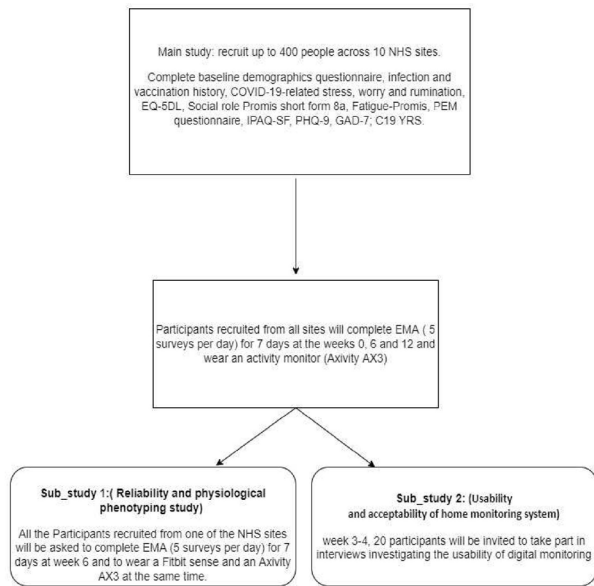 Main study: recruit up to 400 people across 10 NHS sites.
Complete baseline demographics questionnaire, infection and
vaccination history, COVID-19-related stress, worry and rumination,
EQ-5DL, Social role Promis short form 8a, Fatigue-Promis, PEM
questionnaire, IPAQ-SF, PHQ-9, GAD-7; C19 YRS.
Participants recruited from all sites will complete EMA ( 5
surveys per day) for 7 days at the weeks 0, 6 and 12 and
wear an activity monitor (Axivity AX3)
Sub_study 1:( Reliability and physiological
phenotyping study)
All the Participants recruited from one of the NHS sites
will be asked to complete EMA (5 surveys per day) for 7
days at week 6 and to wear a Fitbit sense and an Axivity
AX3 at the same time.
Sub_study 2: (Usability
and acceptability of home monitoring system)
week 3-4, 20 participants will be invited to take part in
interviews investigating the usability of digital monitoring